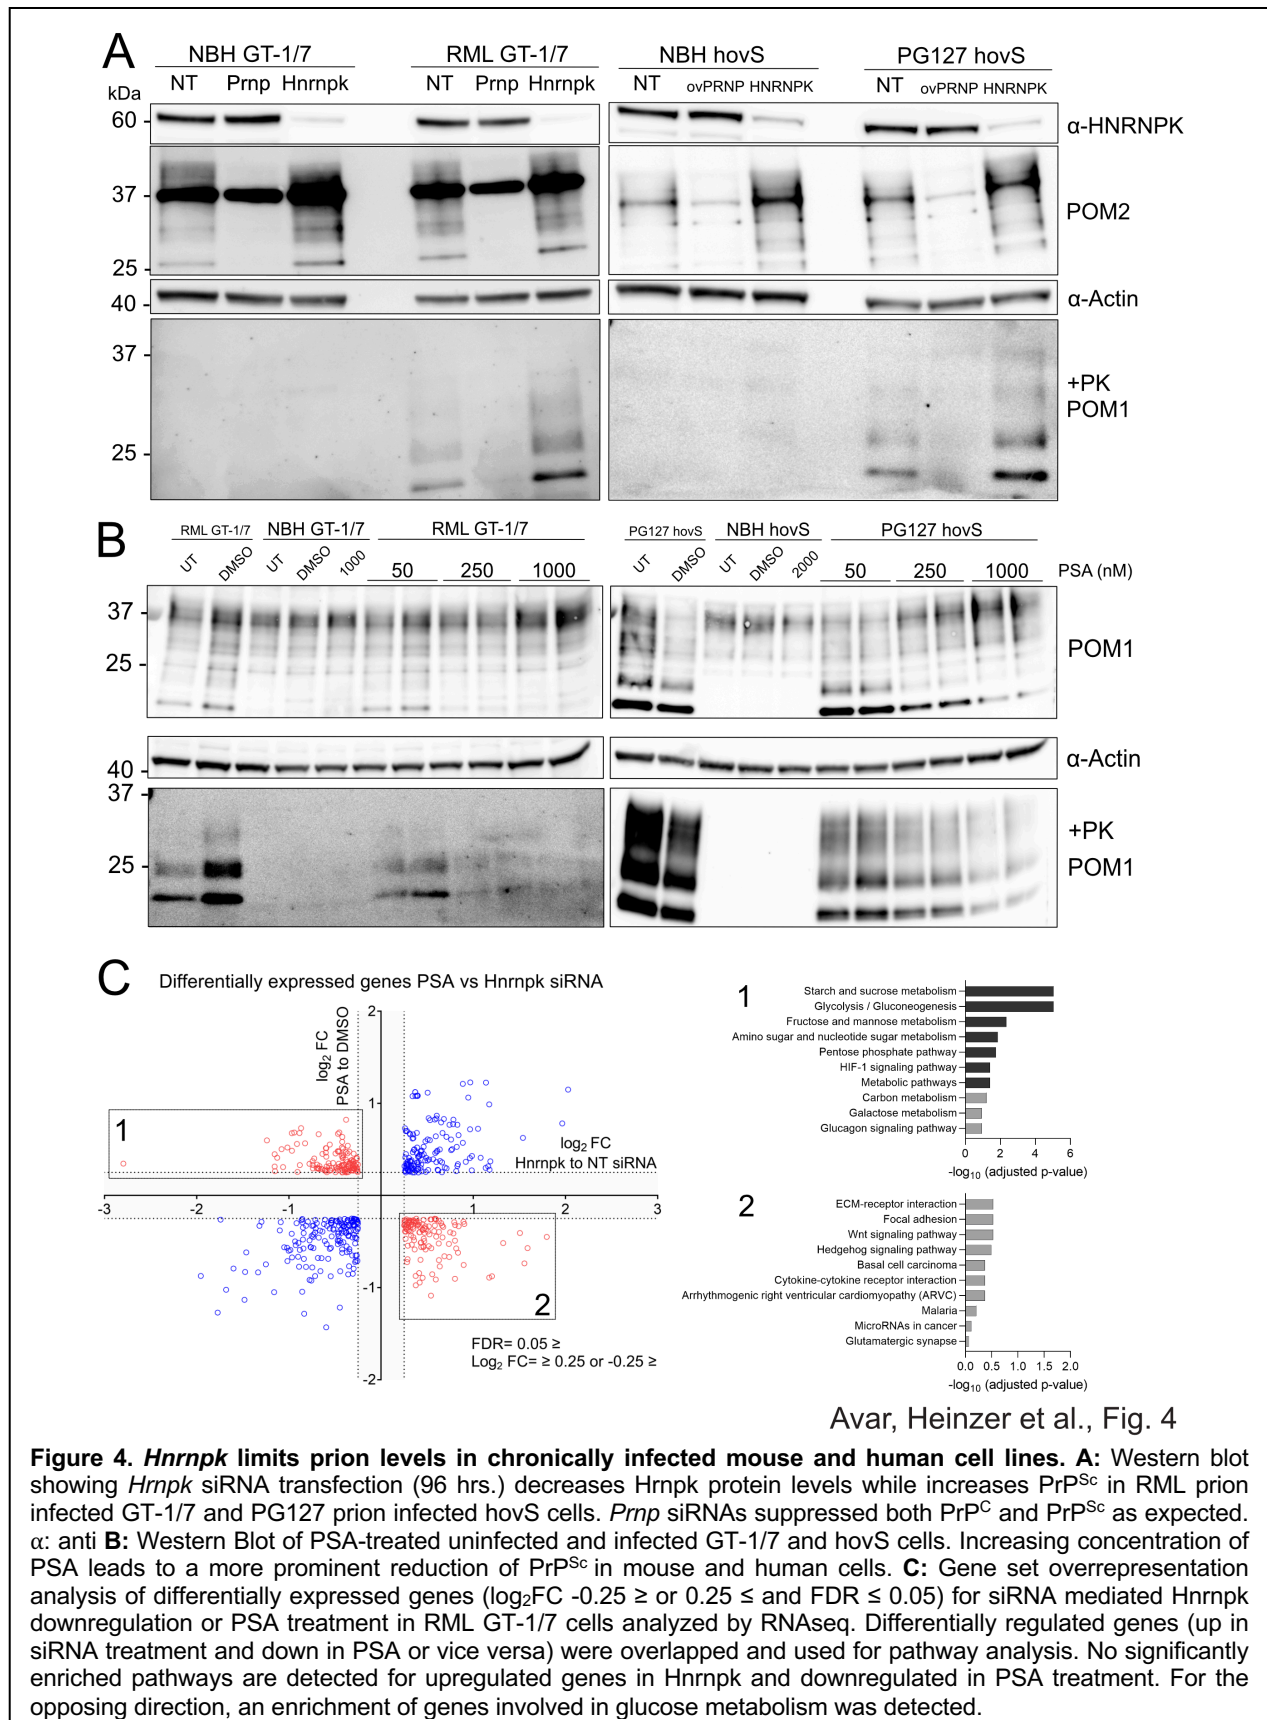 A
NBH GT-1/7
RML GT-1/7
NBH hovS
PG127 hovS
NT Prnp Hnrnpk
NT Prnp Hnrnpk
NT ovPRNP HNRNPK
NT ovPRNP HNRNPK
kDa
60
α-HNRNPK
37
POM2
25
40
α-Actin
37
+PK
POM1
25
B
RML GT-1/7
NBH GT-1/7
RML GT-1/7
PG127 hovS
NBH hovS
PG127 hovS
UT DMSO UT DMSO 1000 50 250 1000
UT DMSO UT DMSO 2000 50 250 1000 PSA (nM)
37
25
POM1
40
α-Actin
37
+PK
25
POM1
C
Differentially expressed genes PSA vs Hnrnpk siRNA
log2 FC
PSA to DMSO
2
1
-1
-2
-3 -2 -1 1 2 3
log2 FC
Hnrnpk to NT siRNA
1
2
FDR= 0.05 ≥
Log2 FC= ≥ 0.25 or -0.25 ≥
1
Starch and sucrose metabolism
Glycolysis / Gluconeogenesis
Fructose and mannose metabolism
Amino sugar and nucleotide sugar metabolism
Pentose phosphate pathway
HIF-1 signaling pathway
Metabolic pathways
Carbon metabolism
Galactose metabolism
Glucagon signaling pathway
0 2 4 6
-log10 (adjusted p-value)
2
ECM-receptor interaction
Focal adhesion
Wnt signaling pathway
Hedgehog signaling pathway
Basal cell carcinoma
Cytokine-cytokine receptor interaction
Arrhythmogenic right ventricular cardiomyopathy (ARVC)
Malaria
MicroRNAs in cancer
Glutamatergic synapse
0.0 0.5 1.0 1.5 2.0
-log10 (adjusted p-value)
Avar, Heinzer et al., Fig. 4
Figure 4. Hnrnpk limits prion levels in chronically infected mouse and human cell lines. A: Western blot
showing Hrnpk siRNA transfection (96 hrs.) decreases Hrnpk protein levels while increases PrPSc in RML prion
infected GT-1/7 and PG127 prion infected hovS cells. Prnp siRNAs suppressed both PrPC and PrPSc as expected.
α: anti B: Western Blot of PSA-treated uninfected and infected GT-1/7 and hovS cells. Increasing concentration of
PSA leads to a more prominent reduction of PrPSc in mouse and human cells. C: Gene set overrepresentation
analysis of differentially expressed genes (log2FC -0.25 ≥ or 0.25 ≤ and FDR ≤ 0.05) for siRNA mediated Hnrnpk
downregulation or PSA treatment in RML GT-1/7 cells analyzed by RNAseq. Differentially regulated genes (up in
siRNA treatment and down in PSA or vice versa) were overlapped and used for pathway analysis. No significantly
enriched pathways are detected for upregulated genes in Hnrnpk and downregulated in PSA treatment. For the
opposing direction, an enrichment of genes involved in glucose metabolism was detected.